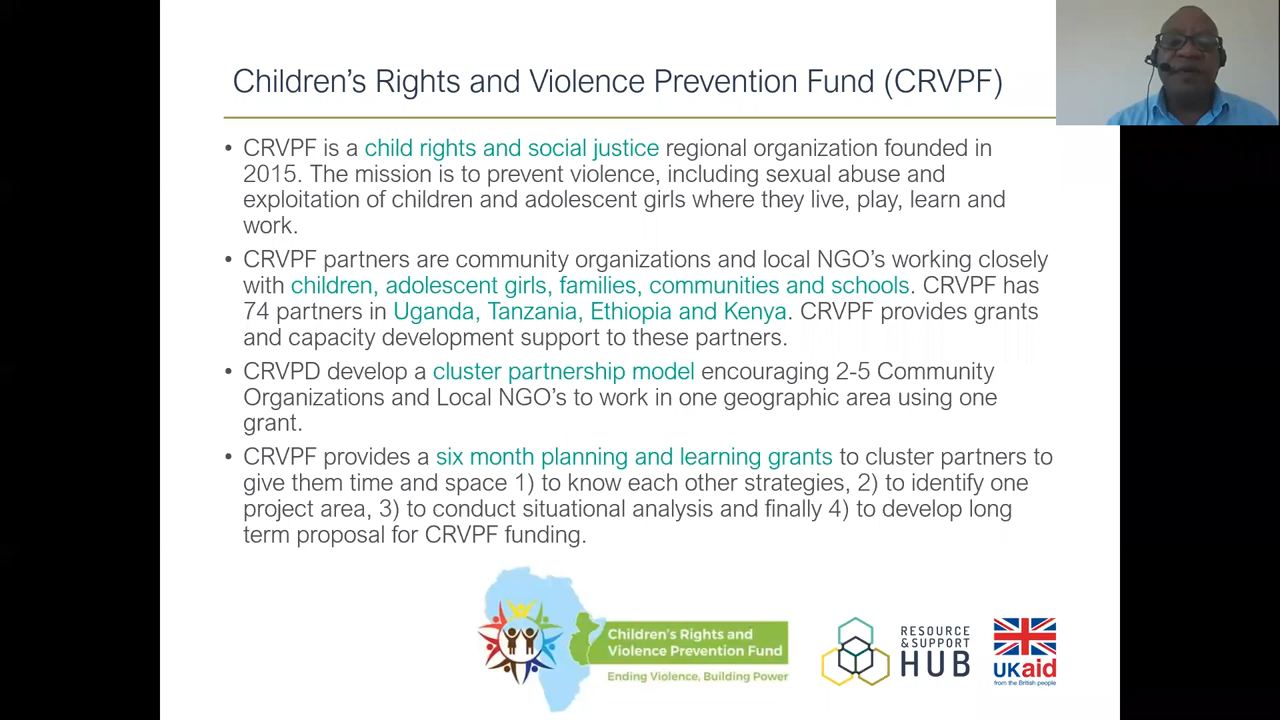 Children's Rights and Violence Prevention Fund (CRVPF)
• CRVPF is a child rights and social justice regional organization founded in
2015. The mission is to prevent violence, including sexual abuse and
exploitation of children and adolescent girls where they live, play, learn and
work.
• CRVPF partners are community organizations and local NGO's working closely
with children, adolescent girls, families, communities and schools. CRVPF has
74 partners in Uganda, Tanzania, Ethiopia and Kenya. CRVPF provides grants
and capacity development support to these partners.
• CRVPD develop a cluster partnership model encouraging 2-5 Community
Organizations and Local NGO's to work in one geographic area using one
grant.
• CRVPF provides a six month planning and learning grants to cluster partners to
give them time and space 1) to know each other strategies, 2) to identify one
project area, 3) to conduct situational analysis and finally 4) to develop long
term proposal for CRVPF funding.
Children's Rights and
Violence Prevention Fund
Ending Violence, Building Power
RESOURCE
& SUPPORT
HUB
UKaid
from the British people